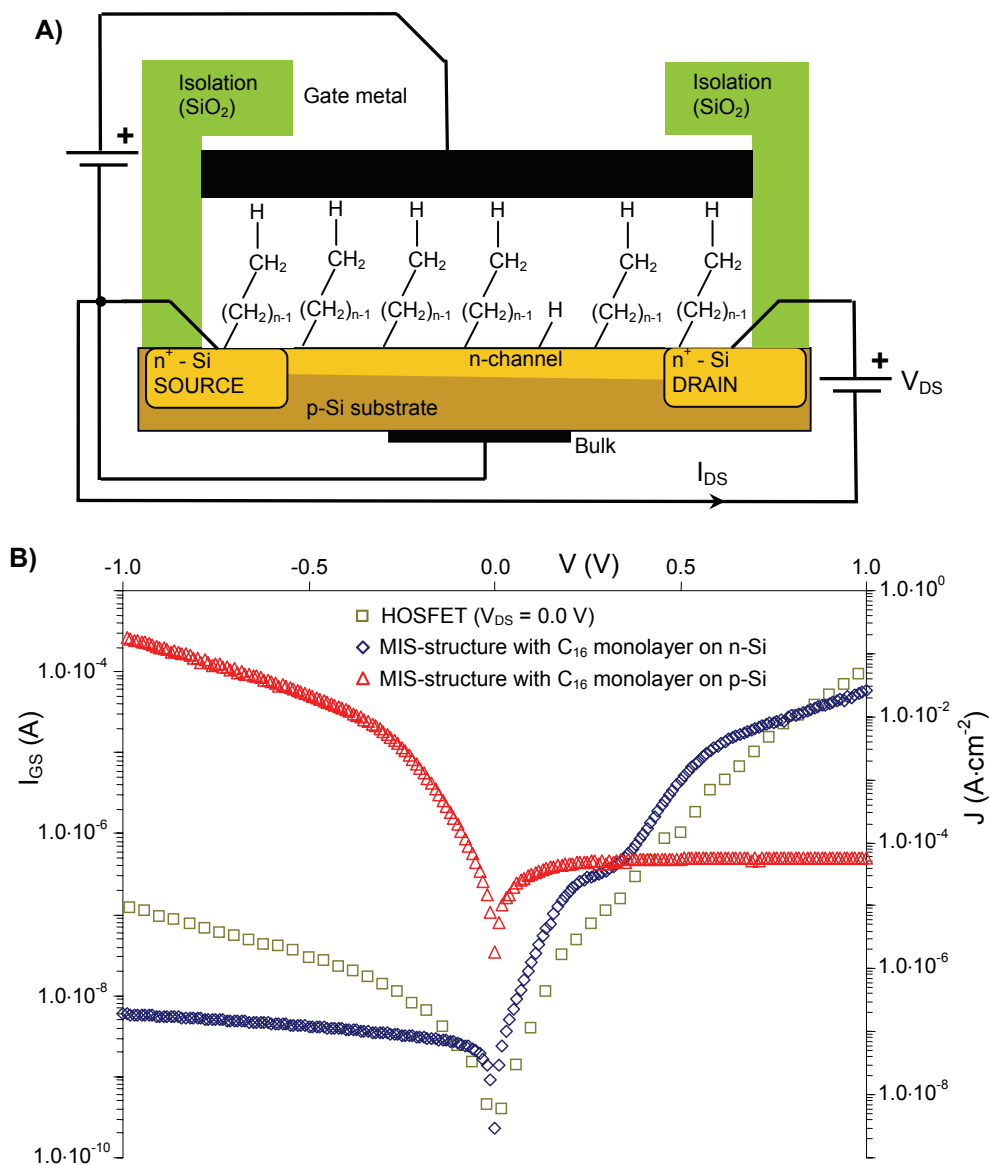 A)
Isolation
(SiO₂)
Gate metal
Isolation
(SiO₂)
+
H H H H H H
CH₂ CH₂ CH₂ CH₂ CH₂ CH₂
(CH₂)ₙ₋₁ (CH₂)ₙ₋₁ (CH₂)ₙ₋₁ (CH₂)ₙ₋₁ H (CH₂)ₙ₋₁ (CH₂)ₙ₋₁
n⁺ - Si
SOURCE
n-channel
n⁺ - Si
DRAIN
+
V_DS
p-Si substrate
Bulk
I_DS
B)
V (V)
-1.0 -0.5 0.0 0.5 1.0
HOSFET (V_DS = 0.0 V)
MIS-structure with C₁₆ monolayer on n-Si
MIS-structure with C₁₆ monolayer on p-Si
I_GS (A)
1.0·10⁻⁴
1.0·10⁻⁶
1.0·10⁻⁸
1.0·10⁻¹⁰
J (A·cm⁻²)
1.0·10⁰
1.0·10⁻²
1.0·10⁻⁴
1.0·10⁻⁶
1.0·10⁻⁸